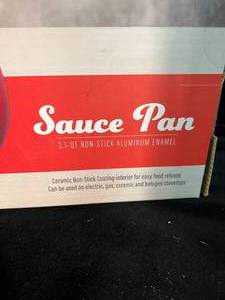 Sauce Pan
3.1-QT NON-STICK ALUMINUM ENAMEL
Ceramic Non-Stick Coating interior for easy food release
Can be used on electric, gas, ceramic and halogen stovetops